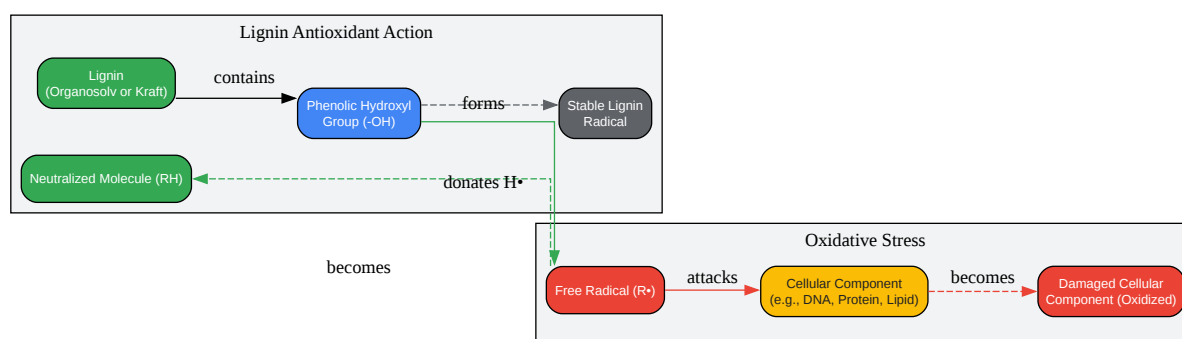 Lignin Antioxidant Action
Lignin
(Organosolv or Kraft)
contains
Phenolic Hydroxyl
Group (-OH)
forms
Stable Lignin
Radical
Neutralized Molecule (RH)
donates H•
becomes
Oxidative Stress
Free Radical (R•)
attacks
Cellular Component
(e.g., DNA, Protein, Lipid)
becomes
Damaged Cellular
Component (Oxidized)